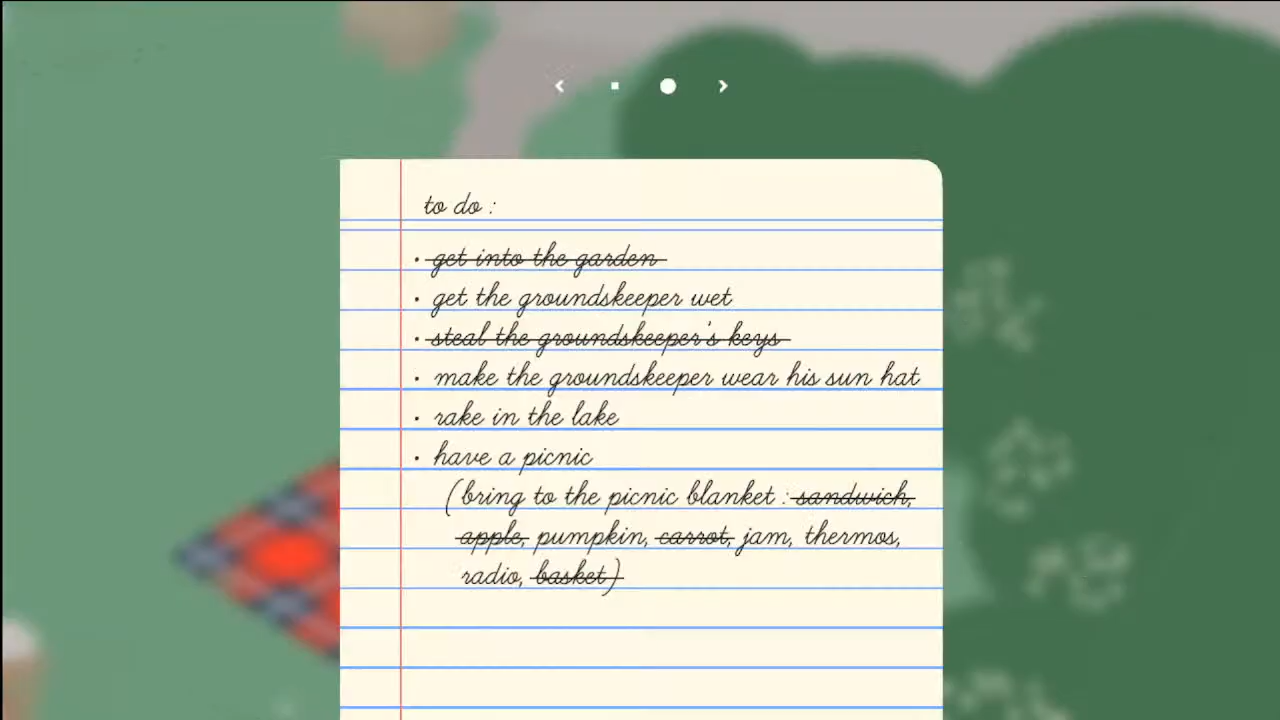 to do :
• get into the garden
• get the groundskeeper wet
• steal the groundskeeper's keys
• make the groundskeeper wear his sun hat
• rake in the lake
• have a picnic
(bring to the picnic blanket : sandwich,
apple, pumpkin, carrot, jam, thermos,
radio, basket)